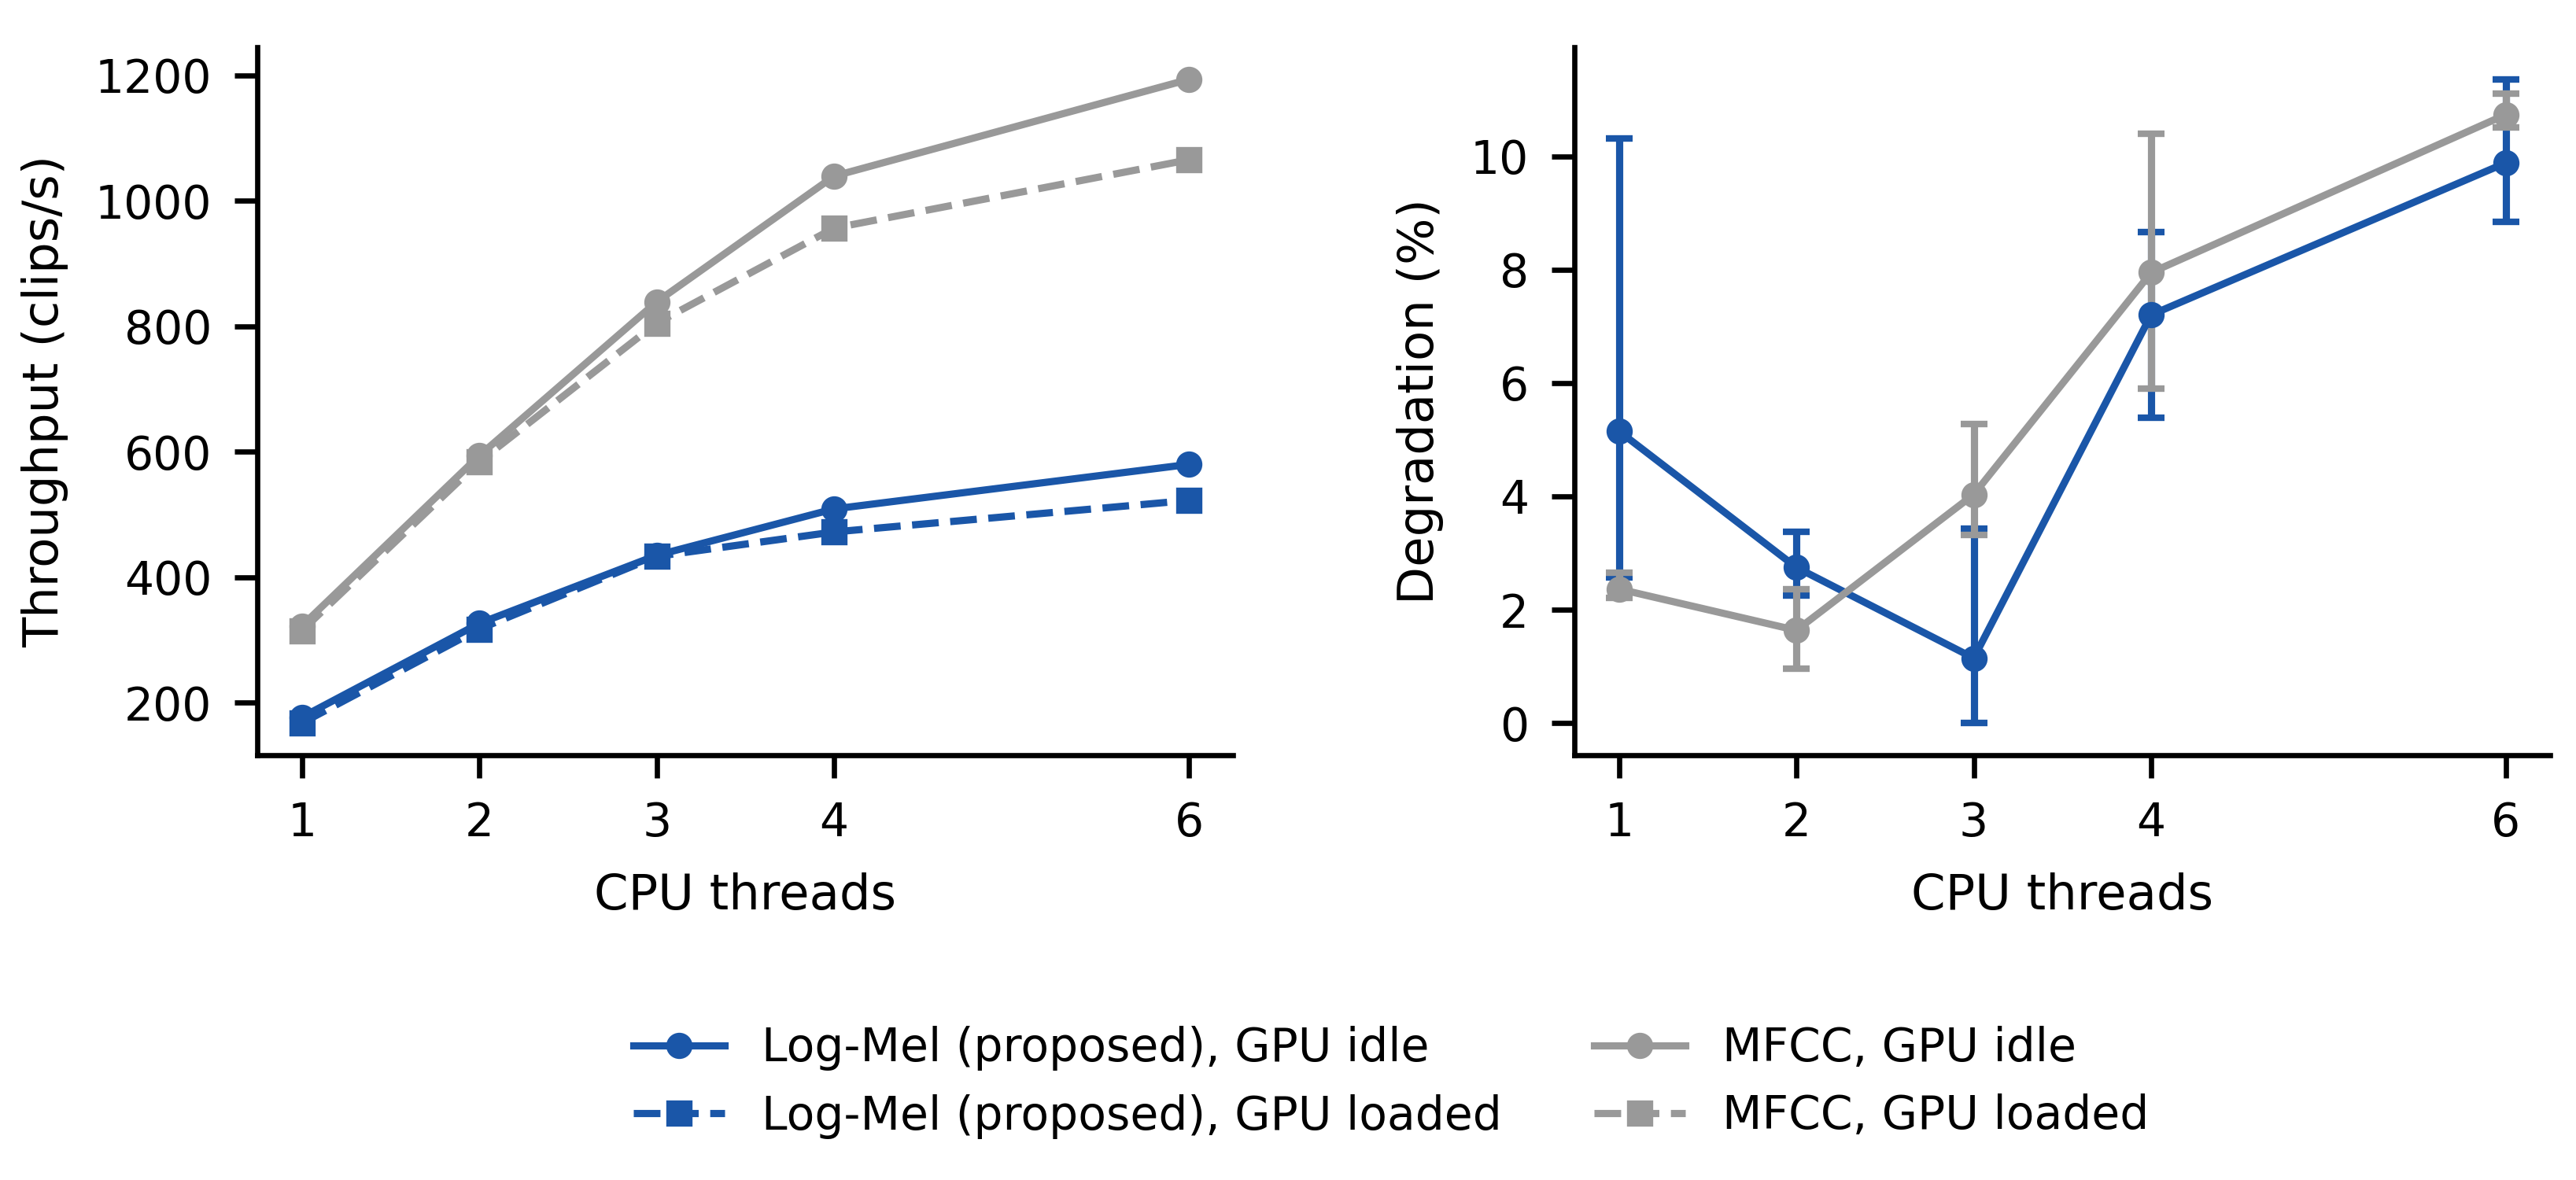 Throughput (clips/s)
1200
1000
800
600
400
200
1 2 3 4 6
CPU threads
Degradation (%)
10
8
6
4
2
0
1 2 3 4 6
CPU threads
Log-Mel (proposed), GPU idle
Log-Mel (proposed), GPU loaded
MFCC, GPU idle
MFCC, GPU loaded